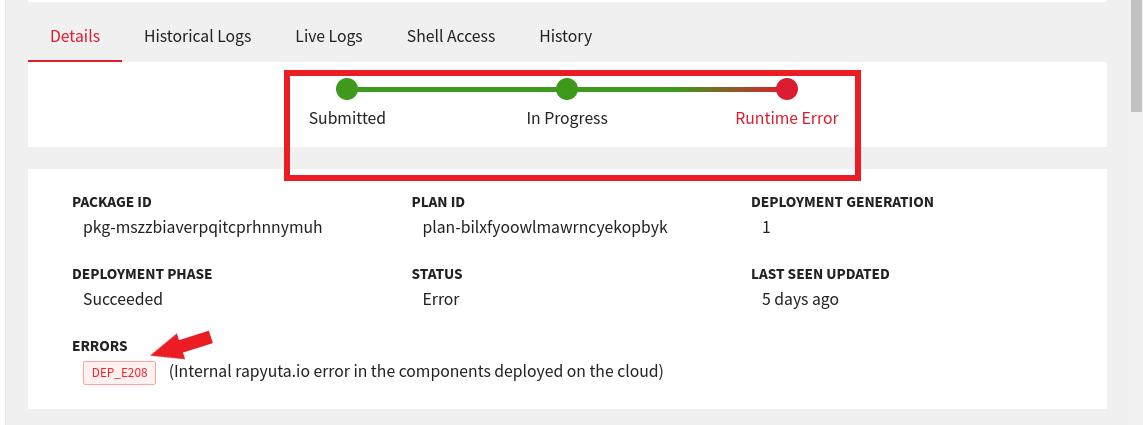 Details Historical Logs Live Logs Shell Access History
Submitted In Progress Runtime Error
PACKAGE ID PLAN ID DEPLOYMENT GENERATION
pkg-mszzbiaverpqitcprhnnymuh plan-bilxfyoowlmawrncyekopbyk 1
DEPLOYMENT PHASE STATUS LAST SEEN UPDATED
Succeeded Error 5 days ago
ERRORS
DEP_E208 (Internal rapyuta.io error in the components deployed on the cloud)